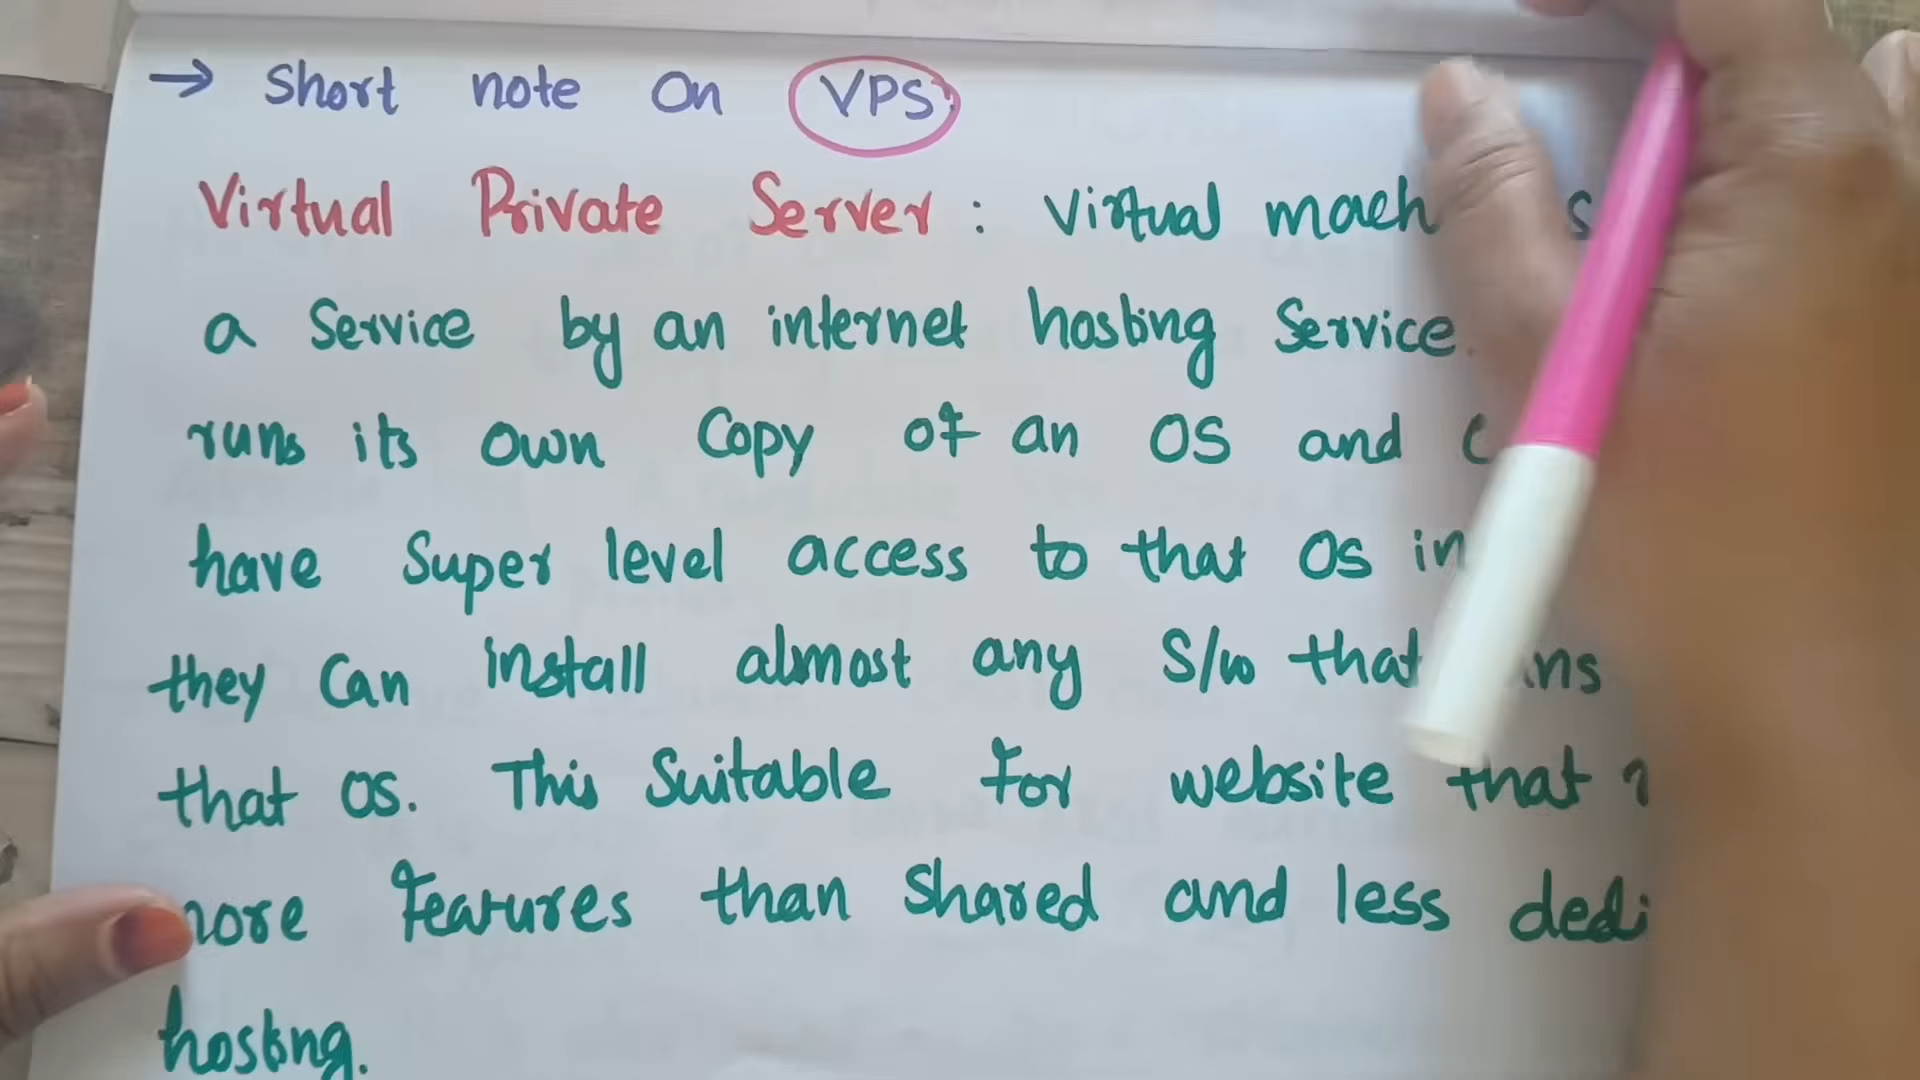 → Short note On VPS:
Virtual Private Server : Virtual
a Service by an internet hosting Service.
runs its own Copy of an OS and
have Super level access to that OS
they Can install almost any S/w that
that OS. This Suitable for website that
more features than Shared and less
hosting.